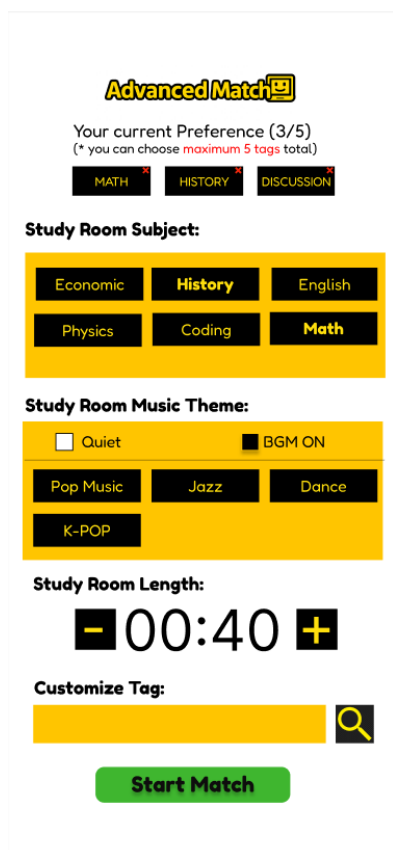 Advanced Match
Your current Preference (3/5)
(* you can choose maximum 5 tags total)
MATH x HISTORY x DISCUSSION x
Study Room Subject:
Economic History English
Physics Coding Math
Study Room Music Theme:
Quiet BGM ON
Pop Music Jazz Dance
K-POP
Study Room Length:
- 00:40 +
Customize Tag:
Start Match